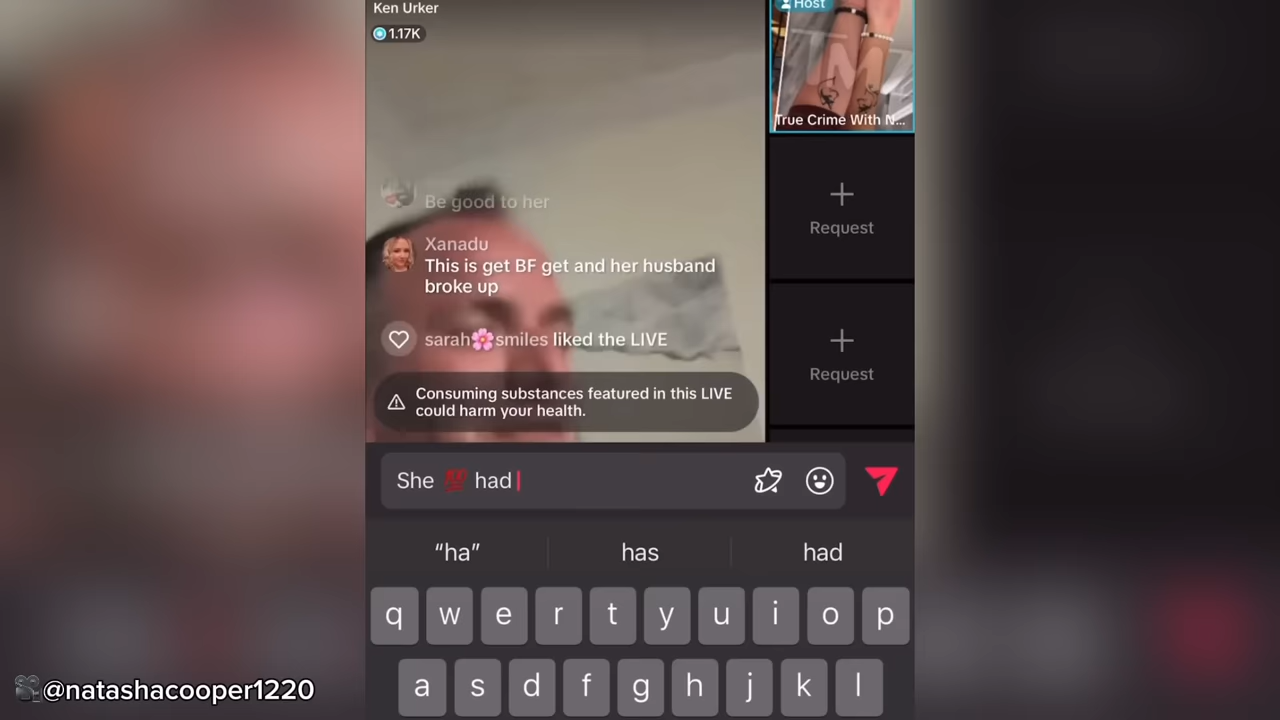 Ken Urker
1.17K
Host
True Crime With N...
Be good to her
Xanadu
This is get BF get and her husband
broke up
sarah🌸smiles liked the LIVE
Consuming substances featured in this LIVE
could harm your health.
Request
Request
She 💯 had
“ha” has had
q w e r t y u i o p
a s d f g h j k l
@natashacooper1220